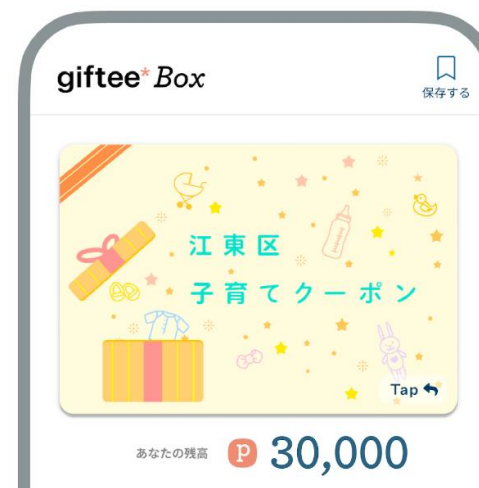 giftee* Box
保存する
江東区
子育てクーポン
Tap
あなたの残高 p 30,000